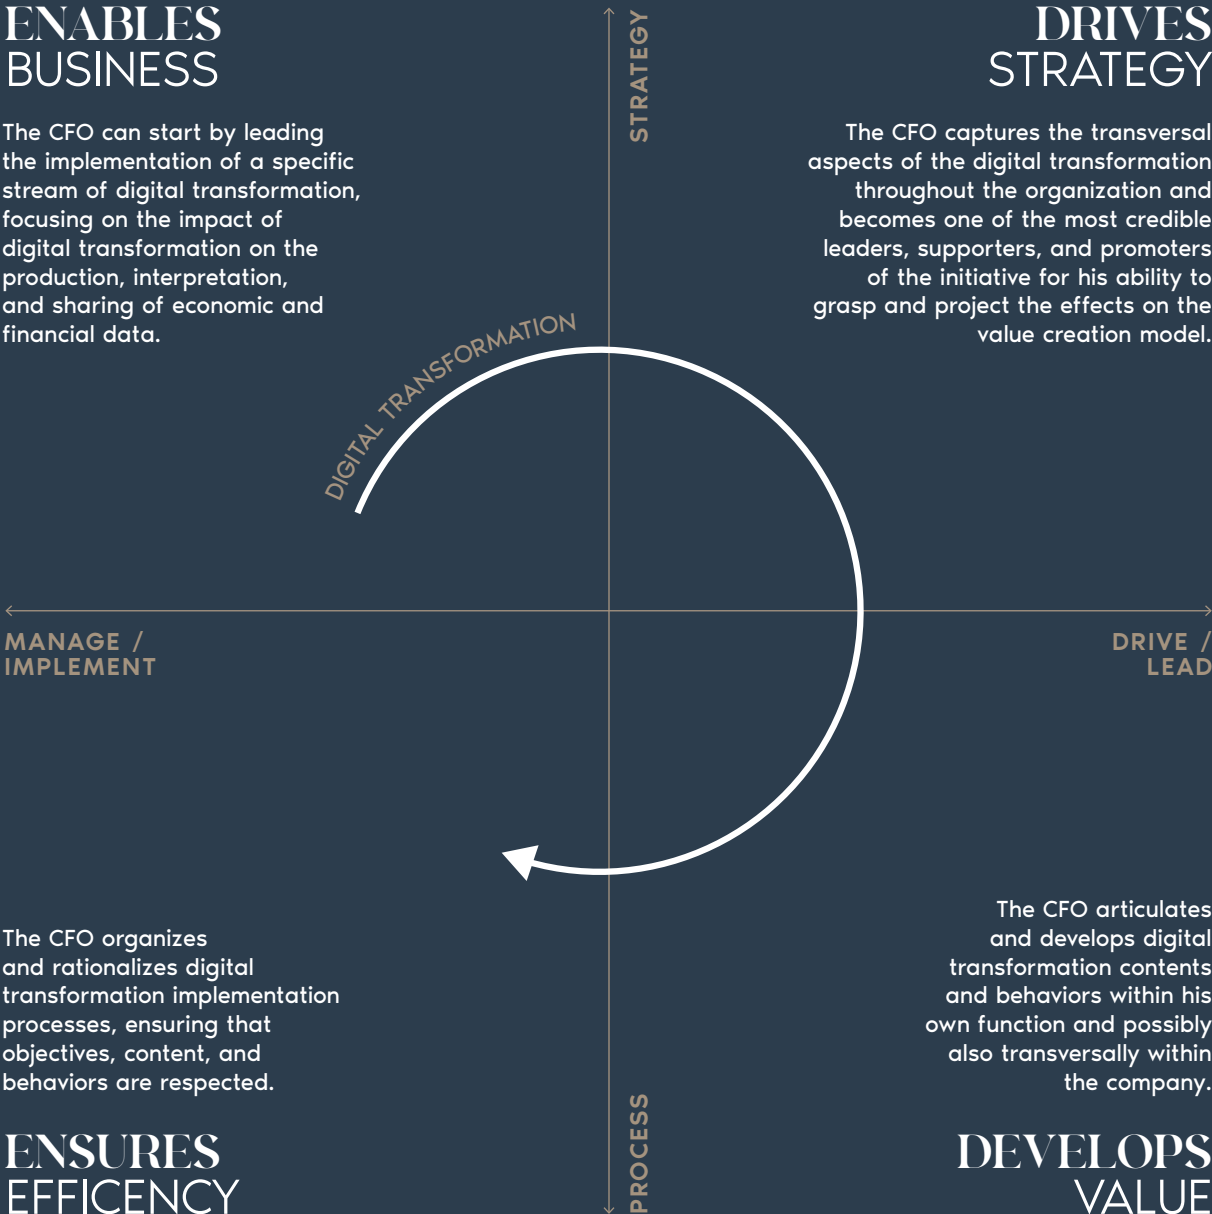 ENABLES
BUSINESS
The CFO can start by leading
the implementation of a specific
stream of digital transformation,
focusing on the impact of
digital transformation on the
production, interpretation,
and sharing of economic and
financial data.
STRATEGY
DRIVES
STRATEGY
The CFO captures the transversal
aspects of the digital transformation
throughout the organization and
becomes one of the most credible
leaders, supporters, and promoters
of the initiative for his ability to
grasp and project the effects on the
value creation model.
DIGITAL TRANSFORMATION
MANAGE /
IMPLEMENT
DRIVE /
LEAD
The CFO organizes
and rationalizes digital
transformation implementation
processes, ensuring that
objectives, content, and
behaviors are respected.
ENSURES
EFFICENCY
PROCESS
The CFO articulates
and develops digital
transformation contents
and behaviors within his
own function and possibly
also transversally within
the company.
DEVELOPS
VALUE